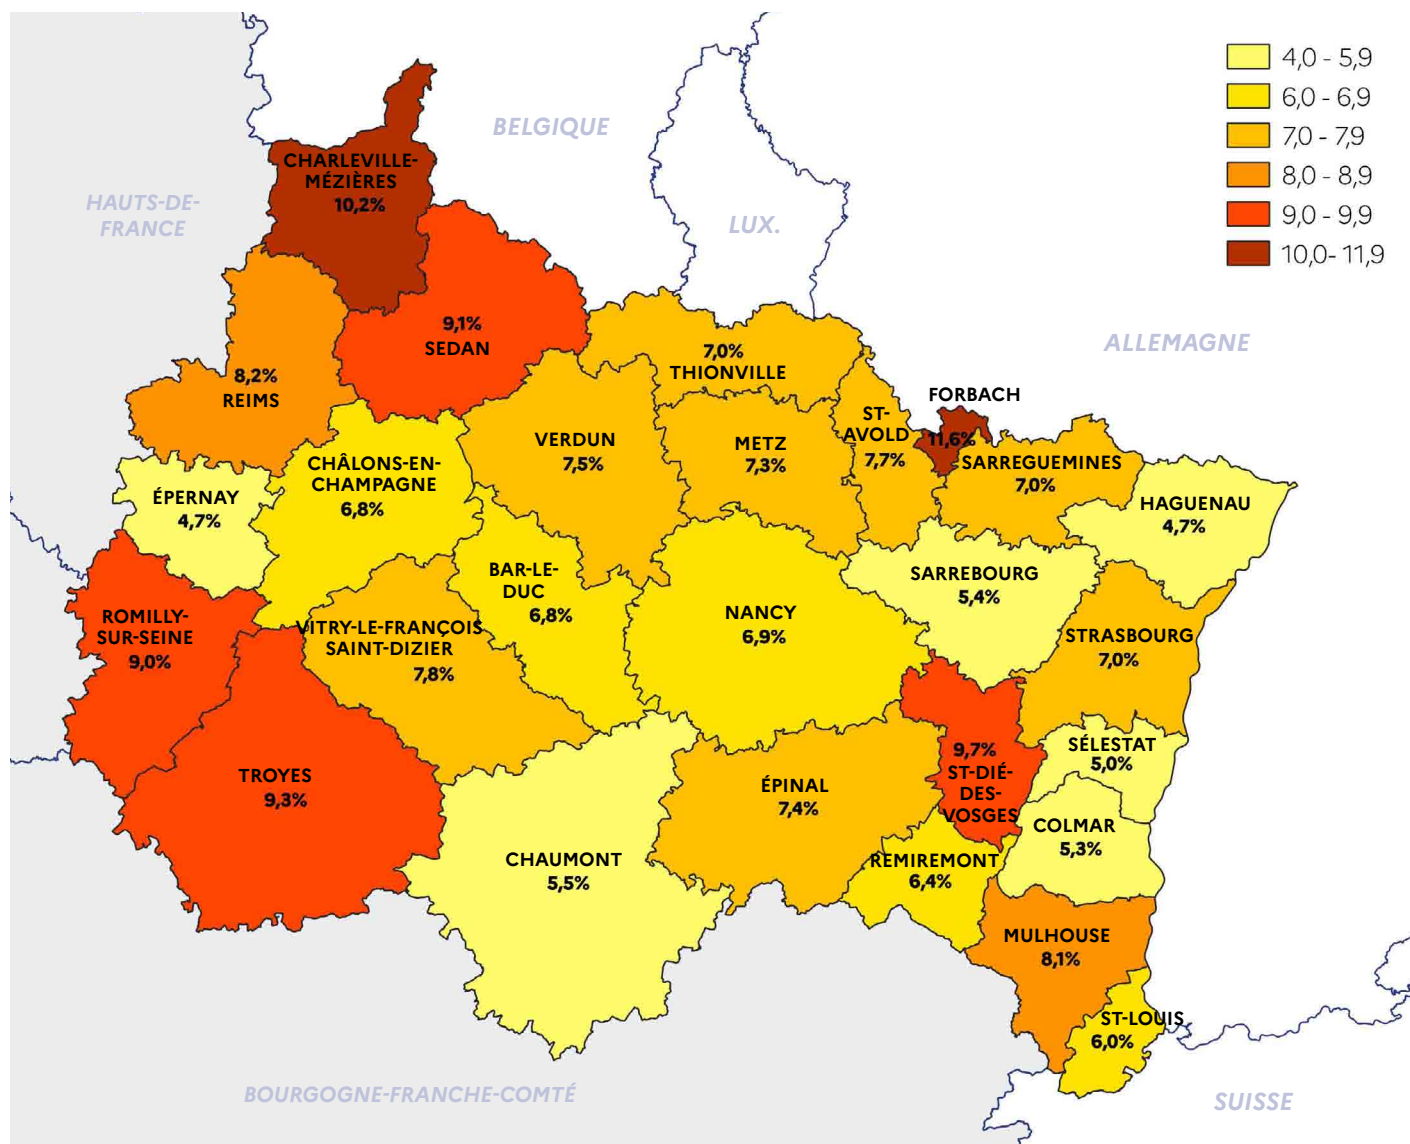 4,0 - 5,9
6,0 - 6,9
7,0 - 7,9
8,0 - 8,9
9,0 - 9,9
10,0- 11,9
BELGIQUE
HAUTS-DE-
FRANCE
LUX.
ALLEMAGNE
CHARLEVILLE-
MÉZIÈRES
10,2%
9,1%
SEDAN
8,2%
REIMS
7,0%
THIONVILLE
FORBACH
11,6%
ST-
AVOLD
7,7%
VERDUN
7,5%
METZ
7,3%
SARREGUEMINES
7,0%
CHÂLONS-EN-
CHAMPAGNE
6,8%
ÉPERNAY
4,7%
HAGUENAU
4,7%
BAR-LE-
DUC
6,8%
SARREBOURG
5,4%
NANCY
6,9%
ROMILLY-
SUR-SEINE
9,0%
VITRY-LE-FRANÇOIS
SAINT-DIZIER
7,8%
STRASBOURG
7,0%
TROYES
9,3%
ÉPINAL
7,4%
9,7%
ST-DIÉ-
DES-
VOSGES
SÉLESTAT
5,0%
COLMAR
5,3%
CHAUMONT
5,5%
REMIREMONT
6,4%
MULHOUSE
8,1%
ST-LOUIS
6,0%
BOURGOGNE-FRANCHE-COMTÉ
SUISSE